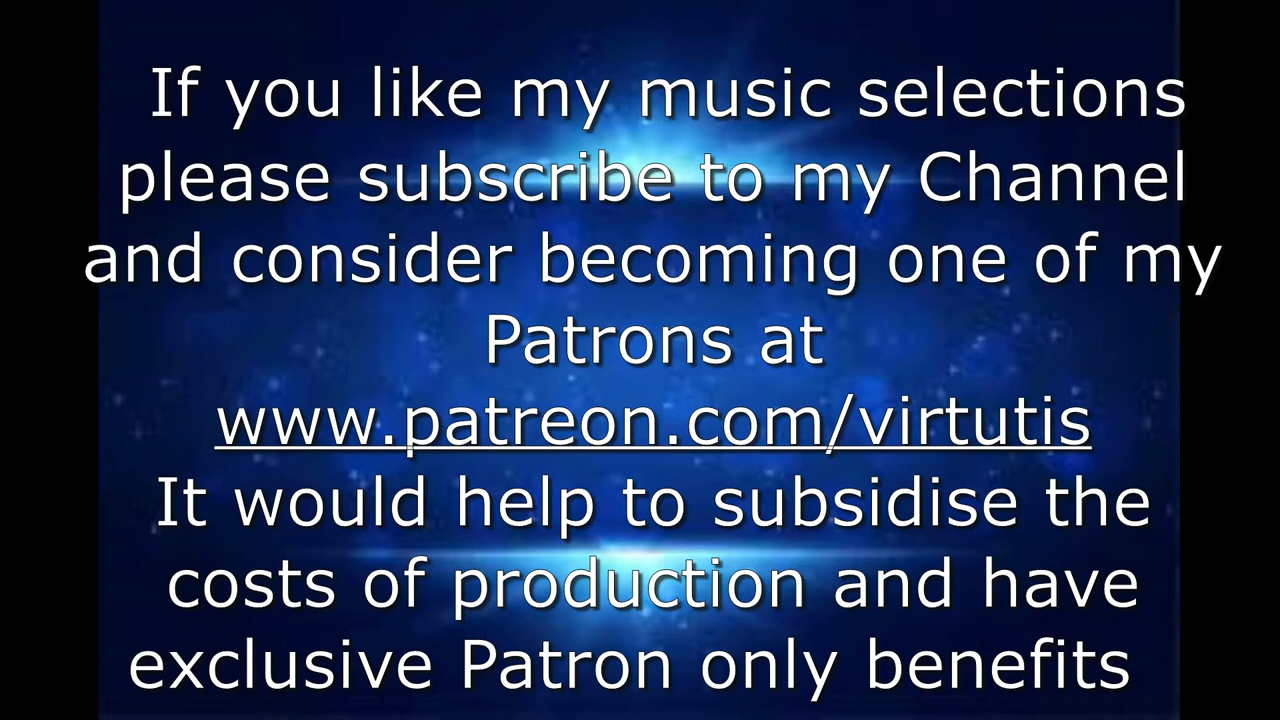 If you like my music selections
please subscribe to my Channel
and consider becoming one of my
Patrons at
www.patreon.com/virtutis
It would help to subsidise the
costs of production and have
exclusive Patron only benefits